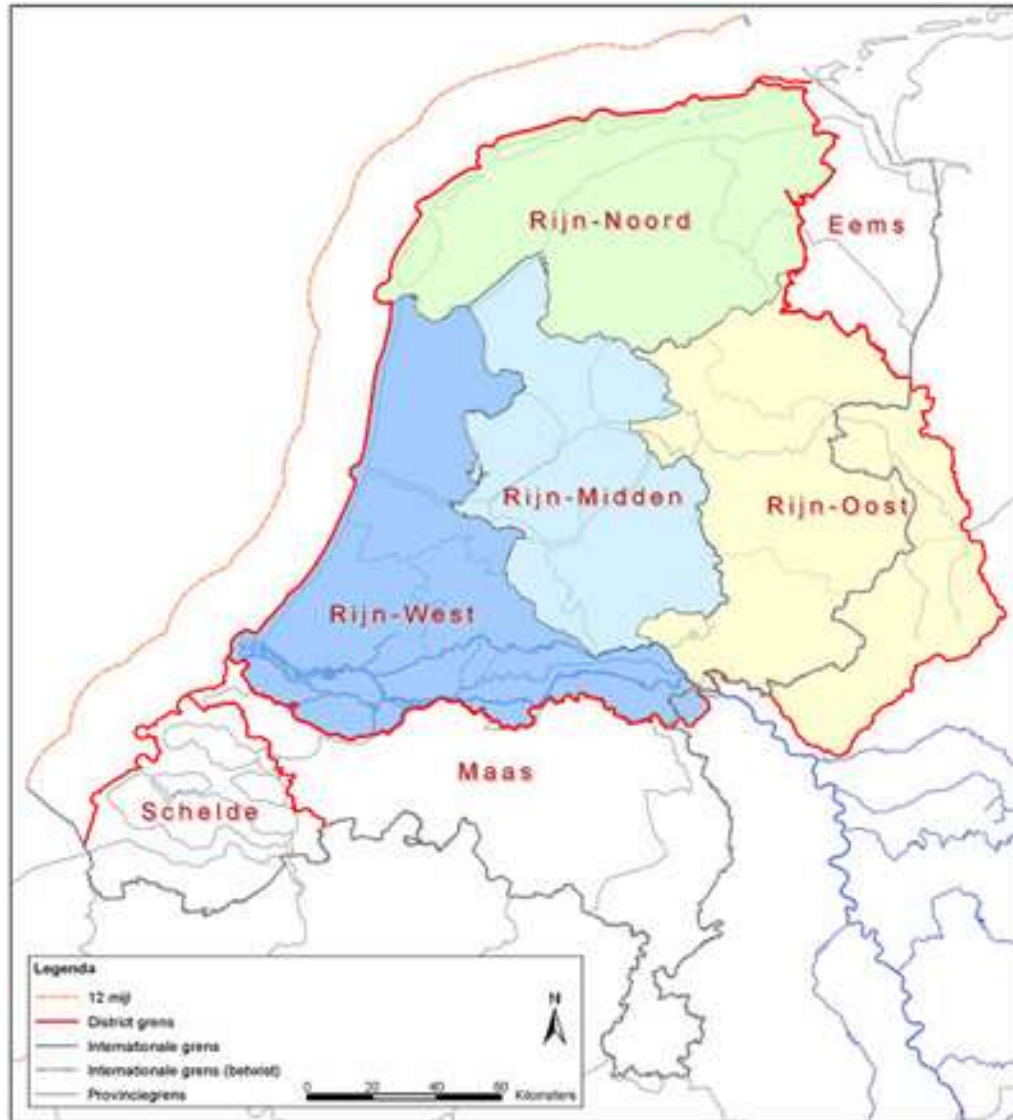 Rijn-Noord
Eems
Rijn-Midden
Rijn-Oost
Rijn-West
Maas
Schelde
Legenda
12 mijl
District grens
Internationale grens
Internationale grens (betwist)
Provinciegrens
N
0 20 40 60 Kilometers